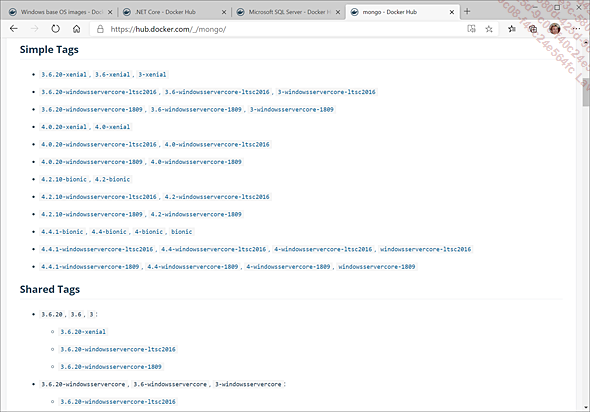 Windows base OS images - Doc
.NET Core - Docker Hub
Microsoft SQL Server - Docker H
mongo - Docker Hub
https://hub.docker.com/_/mongo/
Simple Tags
3.6.20-xenial, 3.6-xenial, 3-xenial
3.6.20-windowsservercore-ltsc2016, 3.6-windowsservercore-ltsc2016, 3-windowsservercore-ltsc2016
3.6.20-windowsservercore-1809, 3.6-windowsservercore-1809, 3-windowsservercore-1809
4.0.20-xenial, 4.0-xenial
4.0.20-windowsservercore-ltsc2016, 4.0-windowsservercore-ltsc2016
4.0.20-windowsservercore-1809, 4.0-windowsservercore-1809
4.2.10-bionic, 4.2-bionic
4.2.10-windowsservercore-ltsc2016, 4.2-windowsservercore-ltsc2016
4.2.10-windowsservercore-1809, 4.2-windowsservercore-1809
4.4.1-bionic, 4.4-bionic, 4-bionic, bionic
4.4.1-windowsservercore-ltsc2016, 4.4-windowsservercore-ltsc2016, 4-windowsservercore-ltsc2016, windowsservercore-ltsc2016
4.4.1-windowsservercore-1809, 4.4-windowsservercore-1809, 4-windowsservercore-1809, windowsservercore-1809
Shared Tags
3.6.20, 3.6, 3:
3.6.20-xenial
3.6.20-windowsservercore-ltsc2016
3.6.20-windowsservercore-1809
3.6.20-windowsservercore, 3.6-windowsservercore, 3-windowsservercore:
3.6.20-windowsservercore-ltsc2016